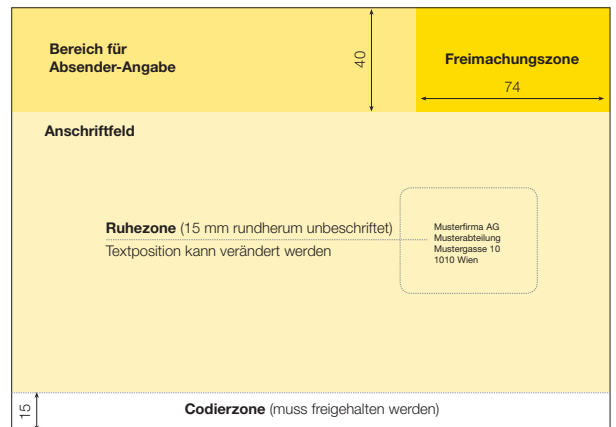 Bereich für
Absender-Angabe
40
Freimachungszone
74
Anschriftfeld
Ruhezone (15 mm rundherum unbeschriftet)
Textposition kann verändert werden
Musterfirma AG
Musterabteilung
Mustergasse 10
1010 Wien
15
Codierzone (muss freigehalten werden)